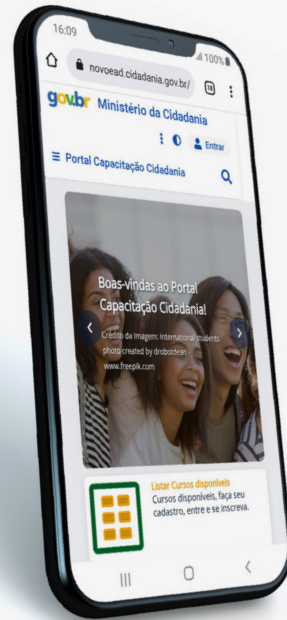 16:09
100%
novoead.cidadania.gov.br/
18
gov.br Ministério da Cidadania
Entrar
Portal Capacitação Cidadania
Boas-vindas ao Portal
Capacitação Cidadania!
Crédito da Imagem: International students
photo created by drobotdean -
www.freepik.com
Listar Cursos disponíveis
Cursos disponíveis, faça seu
cadastro, entre e se inscreva.